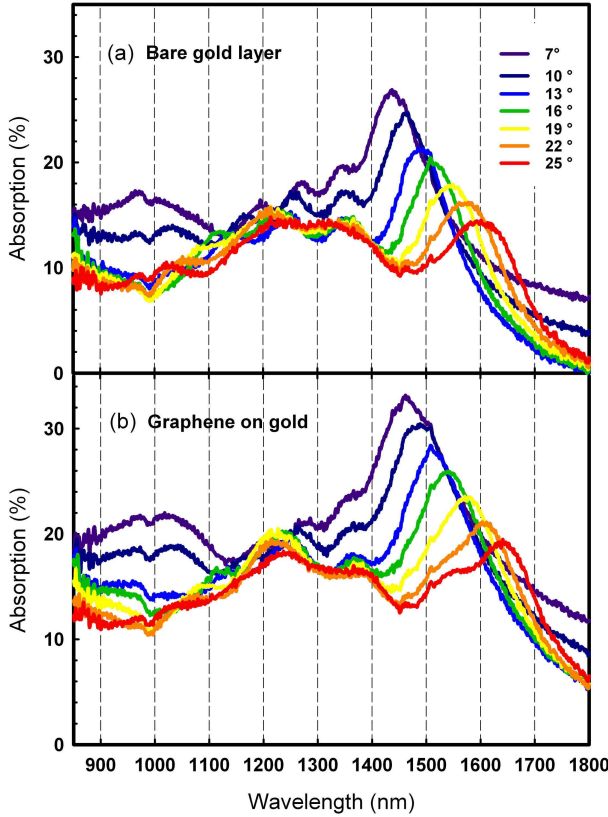 30
20
10
0
Absorption (%)
(a) Bare gold layer
7°
10 °
13 °
16 °
19 °
22 °
25 °
30
20
10
0
Absorption (%)
(b) Graphene on gold
900 1000 1100 1200 1300 1400 1500 1600 1700 1800
Wavelength (nm)